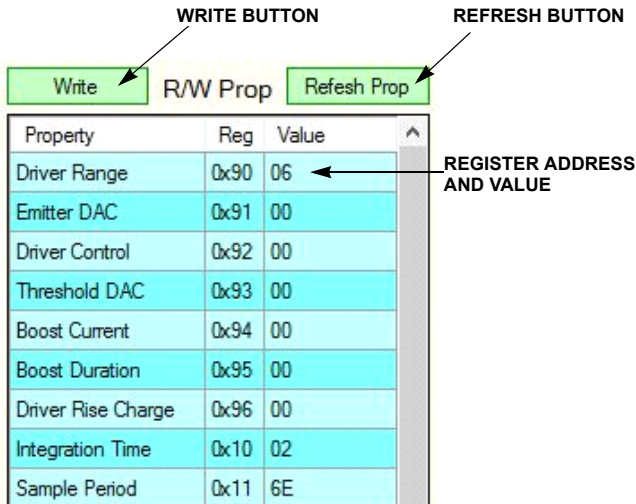 WRITE BUTTON REFRESH BUTTON
Write R/W Prop Refesh Prop
Property Reg Value
Driver Range 0x90 06
REGISTER ADDRESS
AND VALUE
Emitter DAC 0x91 00
Driver Control 0x92 00
Threshold DAC 0x93 00
Boost Current 0x94 00
Boost Duration 0x95 00
Driver Rise Charge 0x96 00
Integration Time 0x10 02
Sample Period 0x11 6E